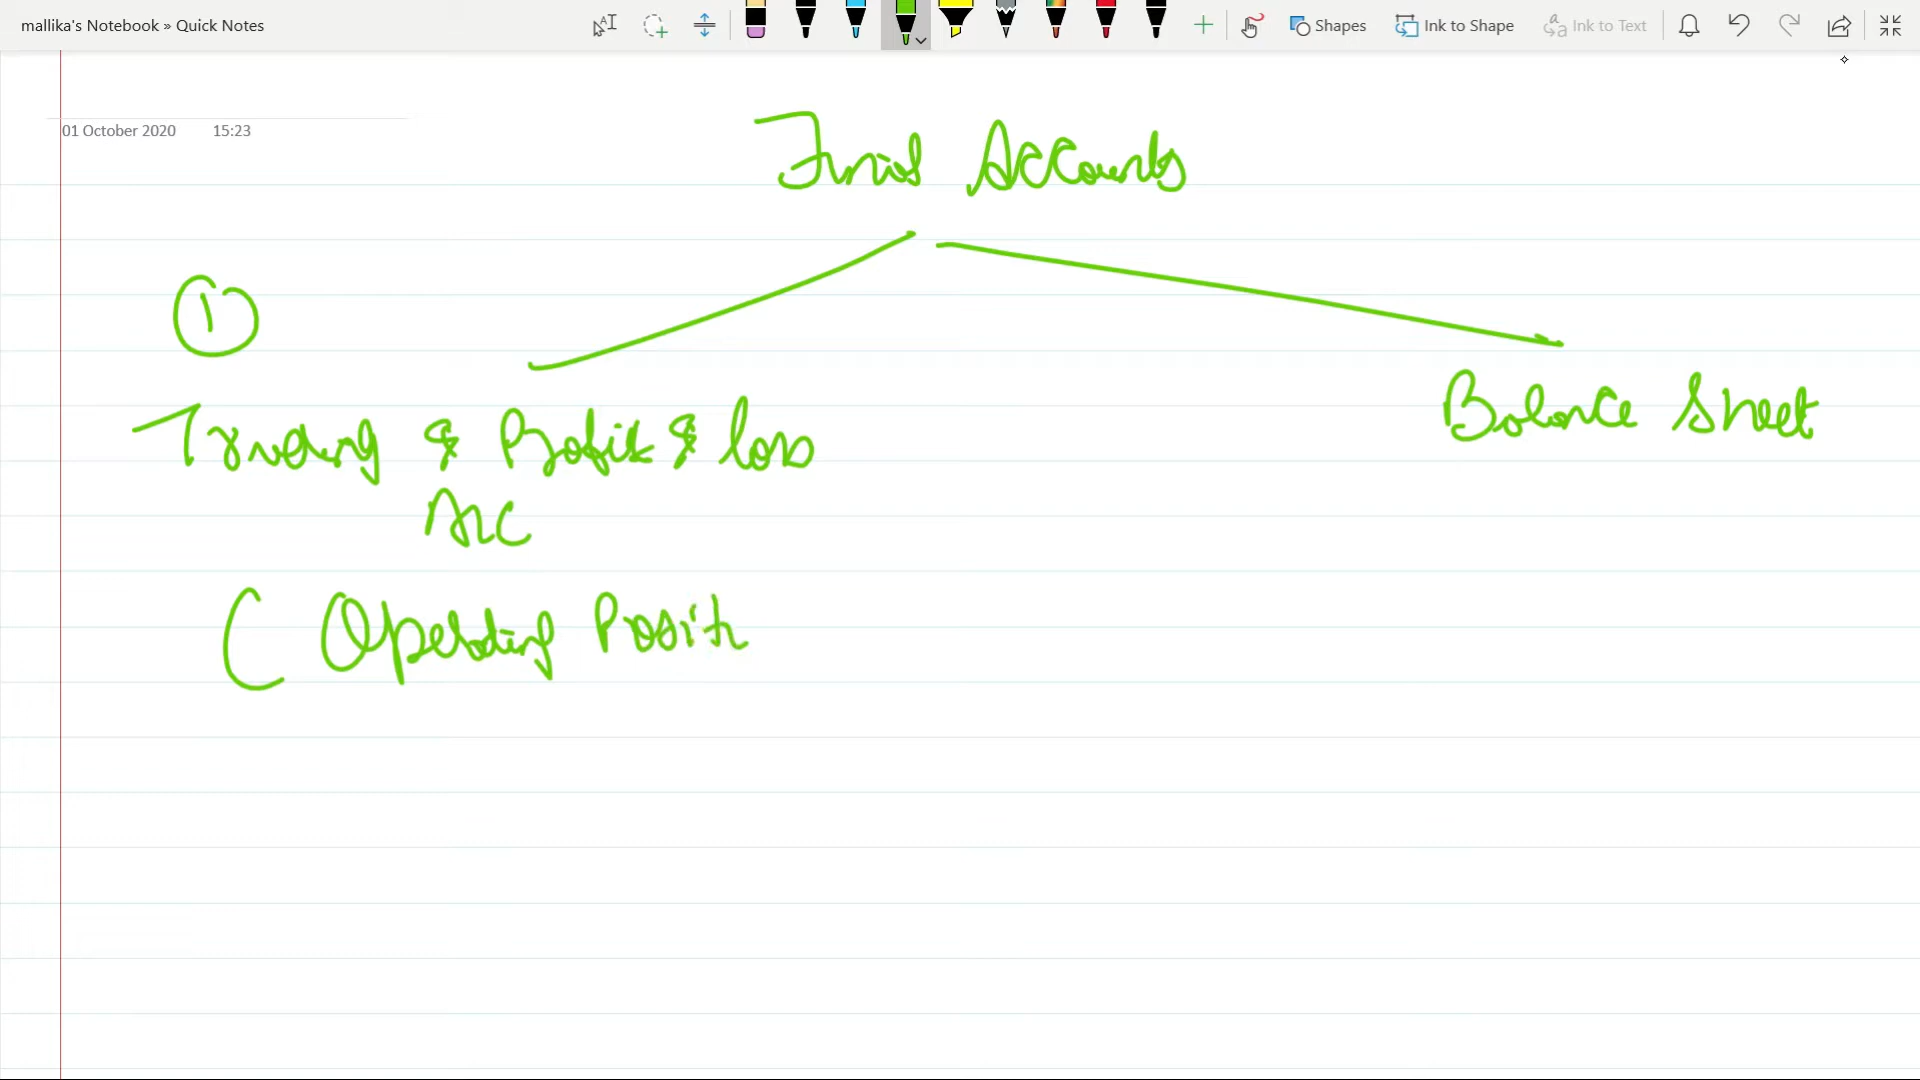 mallika's Notebook » Quick Notes
Shapes
Ink to Shape
Ink to Text
01 October 2020 15:23
Final Accounts
1
Trading & Profit & loss
A/C
Balance Sheet
( Operating Positi